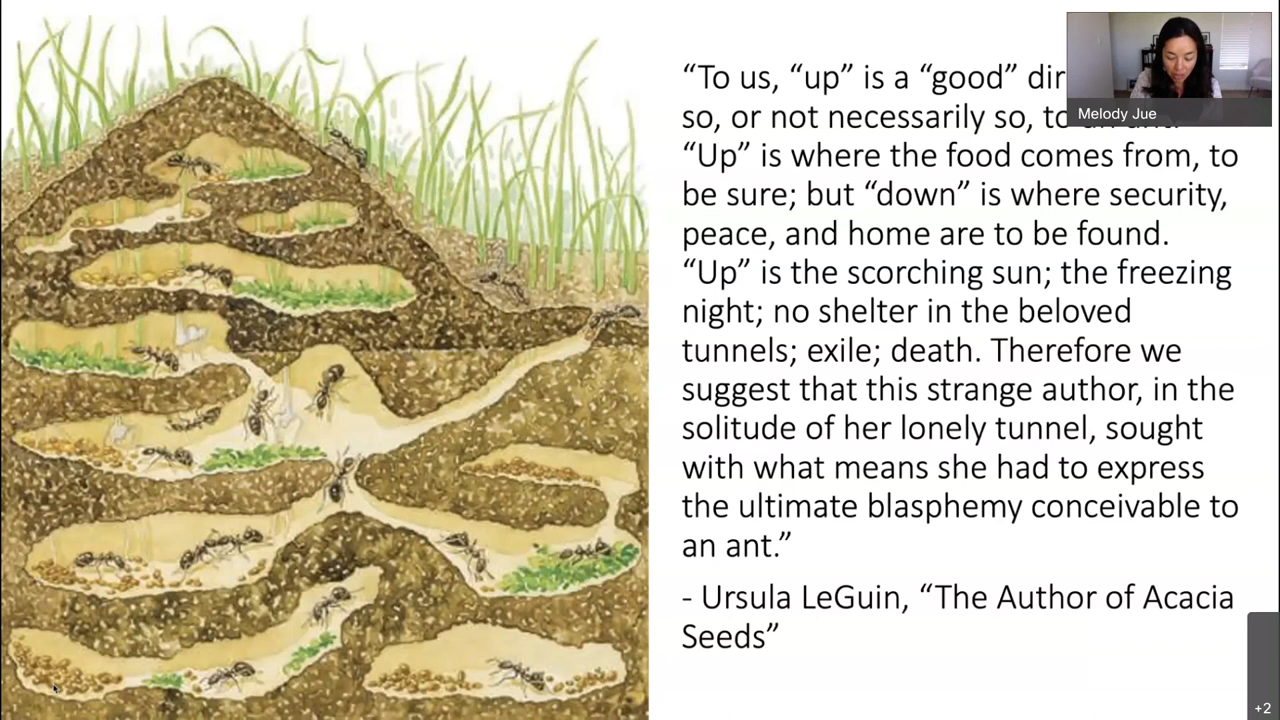 “To us, “up” is a “good” dir
so, or not necessarily so, to
“Up” is where the food comes from, to
be sure; but “down” is where security,
peace, and home are to be found.
“Up” is the scorching sun; the freezing
night; no shelter in the beloved
tunnels; exile; death. Therefore we
suggest that this strange author, in the
solitude of her lonely tunnel, sought
with what means she had to express
the ultimate blasphemy conceivable to
an ant.”
- Ursula LeGuin, “The Author of Acacia
Seeds”
Melody Jue
+2